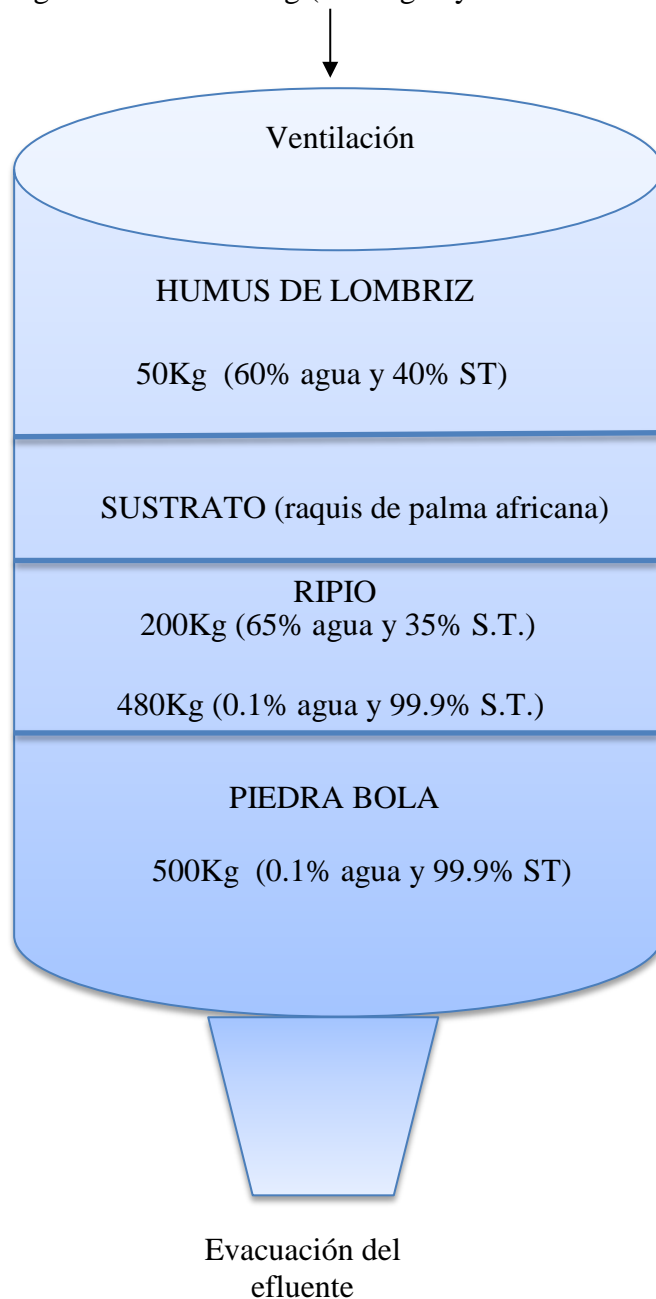 Ventilación
HUMUS DE LOMBRIZ
50Kg (60% agua y 40% ST)
SUSTRATO (raquis de palma africana)
RIPIO
200Kg (65% agua y 35% S.T.)
480Kg (0.1% agua y 99.9% S.T.)
PIEDRA BOLA
500Kg (0.1% agua y 99.9% ST)
Evacuación del
efluente